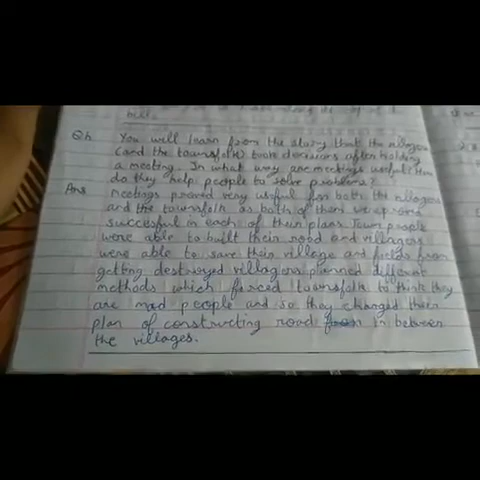 Q6. You will learn from the story that the villagers
(and the townsfolk) took decisions after holding
a meeting. In what way are meetings useful? How
do they help people to solve problems?
Ans Meetings proved very useful for both the villagers
and the townsfolk as both of them were
successful in each of their plans. Town people
were able to built their road and villagers
were able to save their village and fields from
getting destroyed villagers planned different
methods which forced townsfolk to think they
are mad people and so they changed their
plan of constructing road from in between
the villages.